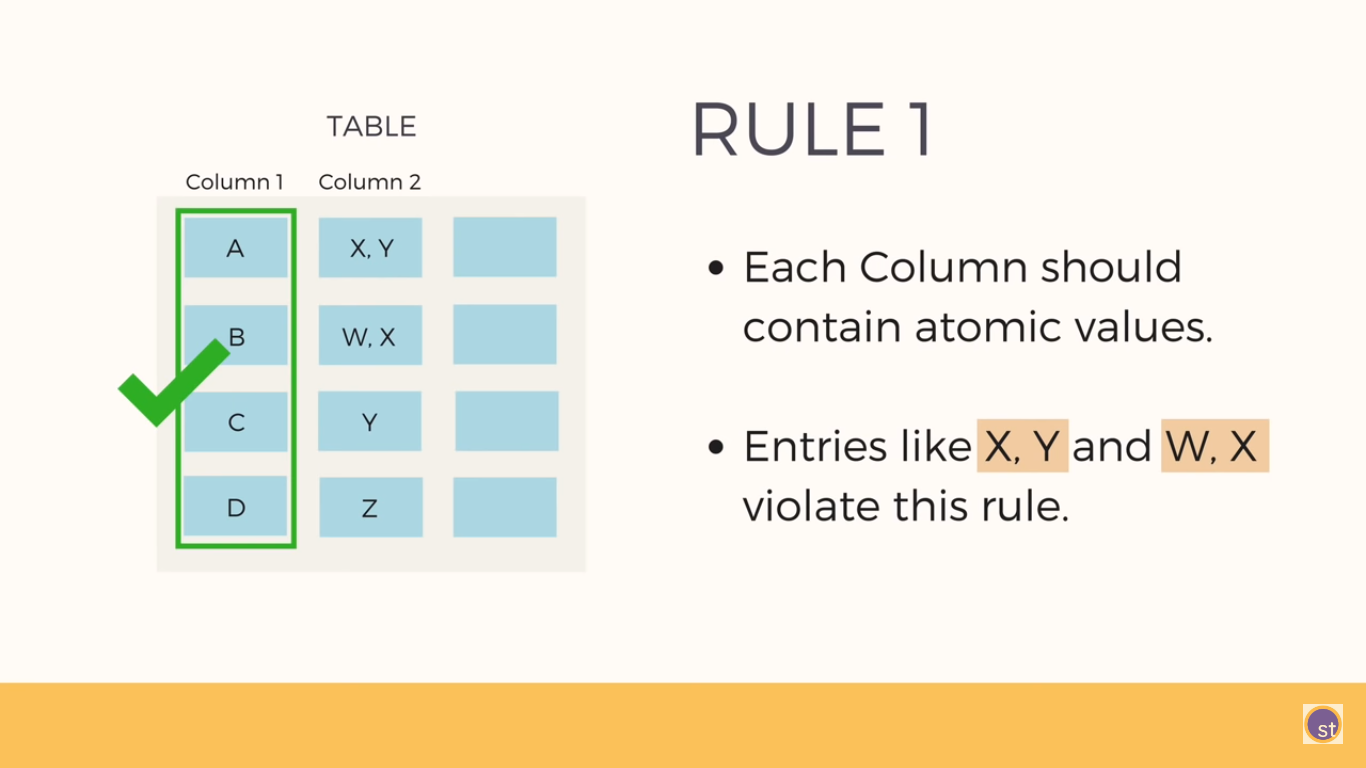 TABLE
Column 1 Column 2
A X, Y
B W, X
C Y
D Z
RULE 1
• Each Column should
contain atomic values.
• Entries like X, Y and W, X
violate this rule.
st